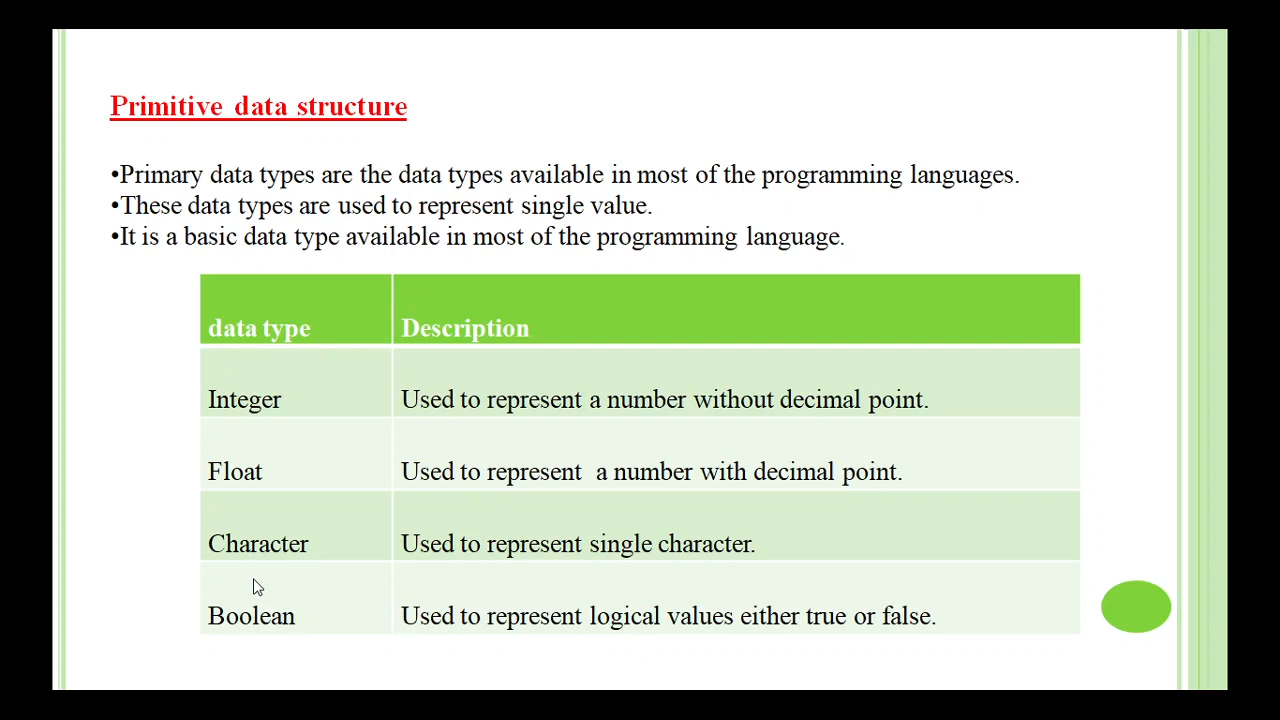 Primitive data structure
•Primary data types are the data types available in most of the programming languages.
•These data types are used to represent single value.
•It is a basic data type available in most of the programming language.
data type Description
Integer Used to represent a number without decimal point.
Float Used to represent a number with decimal point.
Character Used to represent single character.
Boolean Used to represent logical values either true or false.